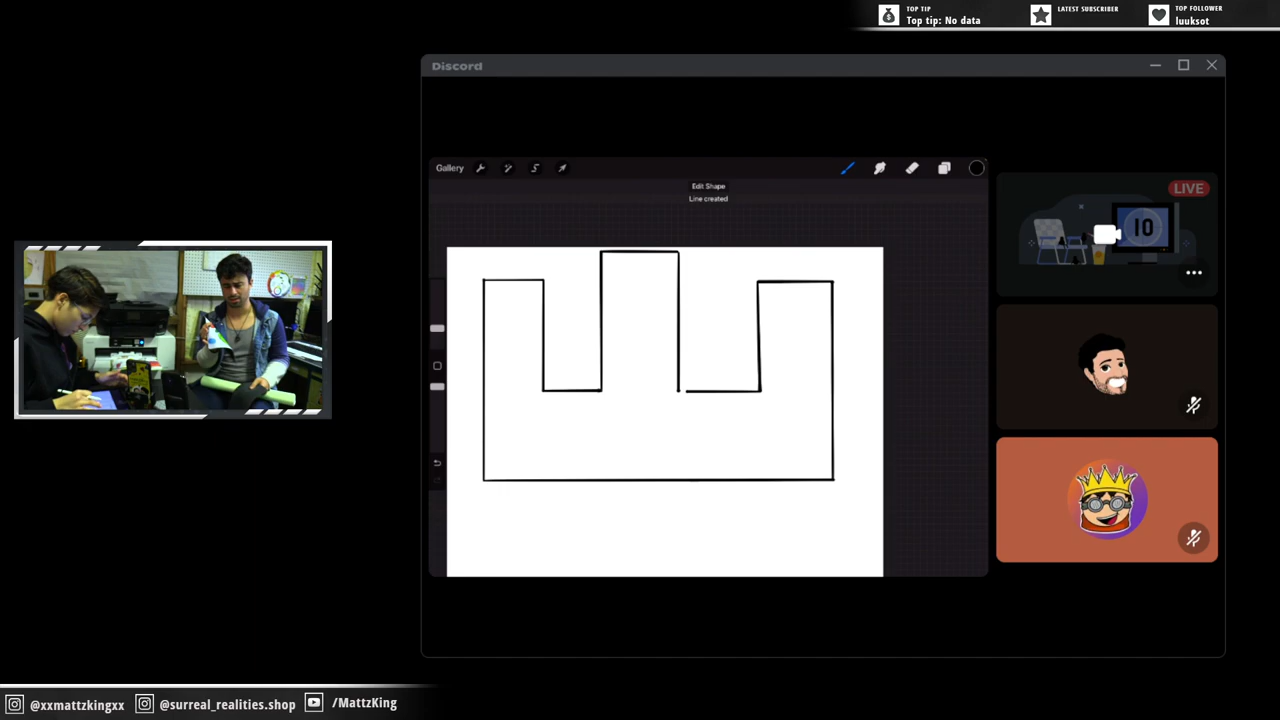 TOP TIP
Top tip: No data
LATEST SUBSCRIBER
TOP FOLLOWER
luuksot
Discord
Gallery
Edit Shape
Line created
LIVE
10
@xxmattzkingxx
@surreal_realities.shop
/MattzKing